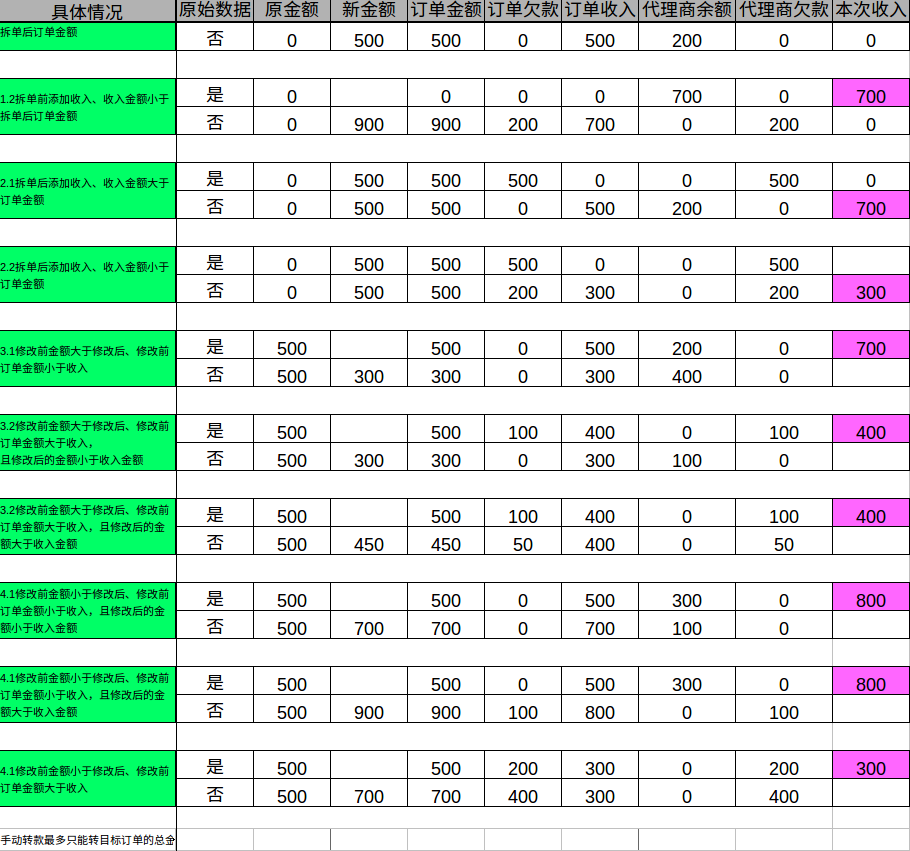 具体情况 原始数据 原金额 新金额 订单金额 订单欠款 订单收入 代理商余额 代理商欠款 本次收入
拆单后订单金额 否 0 500 500 0 500 200 0 0
1.2拆单前添加收入、收入金额小于
拆单后订单金额
是 0 0 0 0 700 0 700
否 0 900 900 200 700 0 200 0
2.1拆单后添加收入、收入金额大于
订单金额
是 0 500 500 500 0 0 500 0
否 0 500 500 0 500 200 0 700
2.2拆单后添加收入、收入金额小于
订单金额
是 0 500 500 500 0 0 500
否 0 500 500 200 300 0 200 300
3.1修改前金额大于修改后、修改前
订单金额小于收入
是 500 500 0 500 200 0 700
否 500 300 300 0 300 400 0
3.2修改前金额大于修改后、修改前
订单金额大于收入，
且修改后的金额小于收入金额
是 500 500 100 400 0 100 400
否 500 300 300 0 300 100 0
3.2修改前金额大于修改后、修改前
订单金额大于收入，且修改后的金
额大于收入金额
是 500 500 100 400 0 100 400
否 500 450 450 50 400 0 50
4.1修改前金额小于修改后、修改前
订单金额小于收入，且修改后的金
额小于收入金额
是 500 500 0 500 300 0 800
否 500 700 700 0 700 100 0
4.1修改前金额小于修改后、修改前
订单金额小于收入，且修改后的金
额大于收入金额
是 500 500 0 500 300 0 800
否 500 900 900 100 800 0 100
4.1修改前金额小于修改后、修改前
订单金额大于收入
是 500 500 200 300 0 200 300
否 500 700 700 400 300 0 400
手动转款最多只能转目标订单的总金